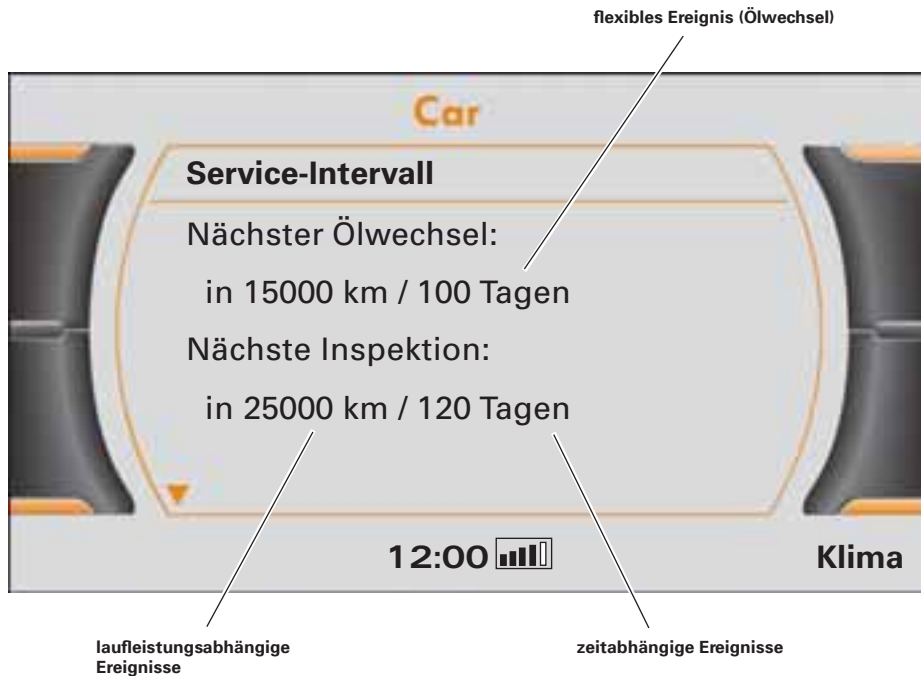 flexibles Ereignis (Ölwechsel)
Car
Service-Intervall
Nächster Ölwechsel:
in 15000 km / 100 Tagen
Nächste Inspektion:
in 25000 km / 120 Tagen
12:00
Klima
laufleistungsabhängige
Ereignisse
zeitabhängige Ereignisse